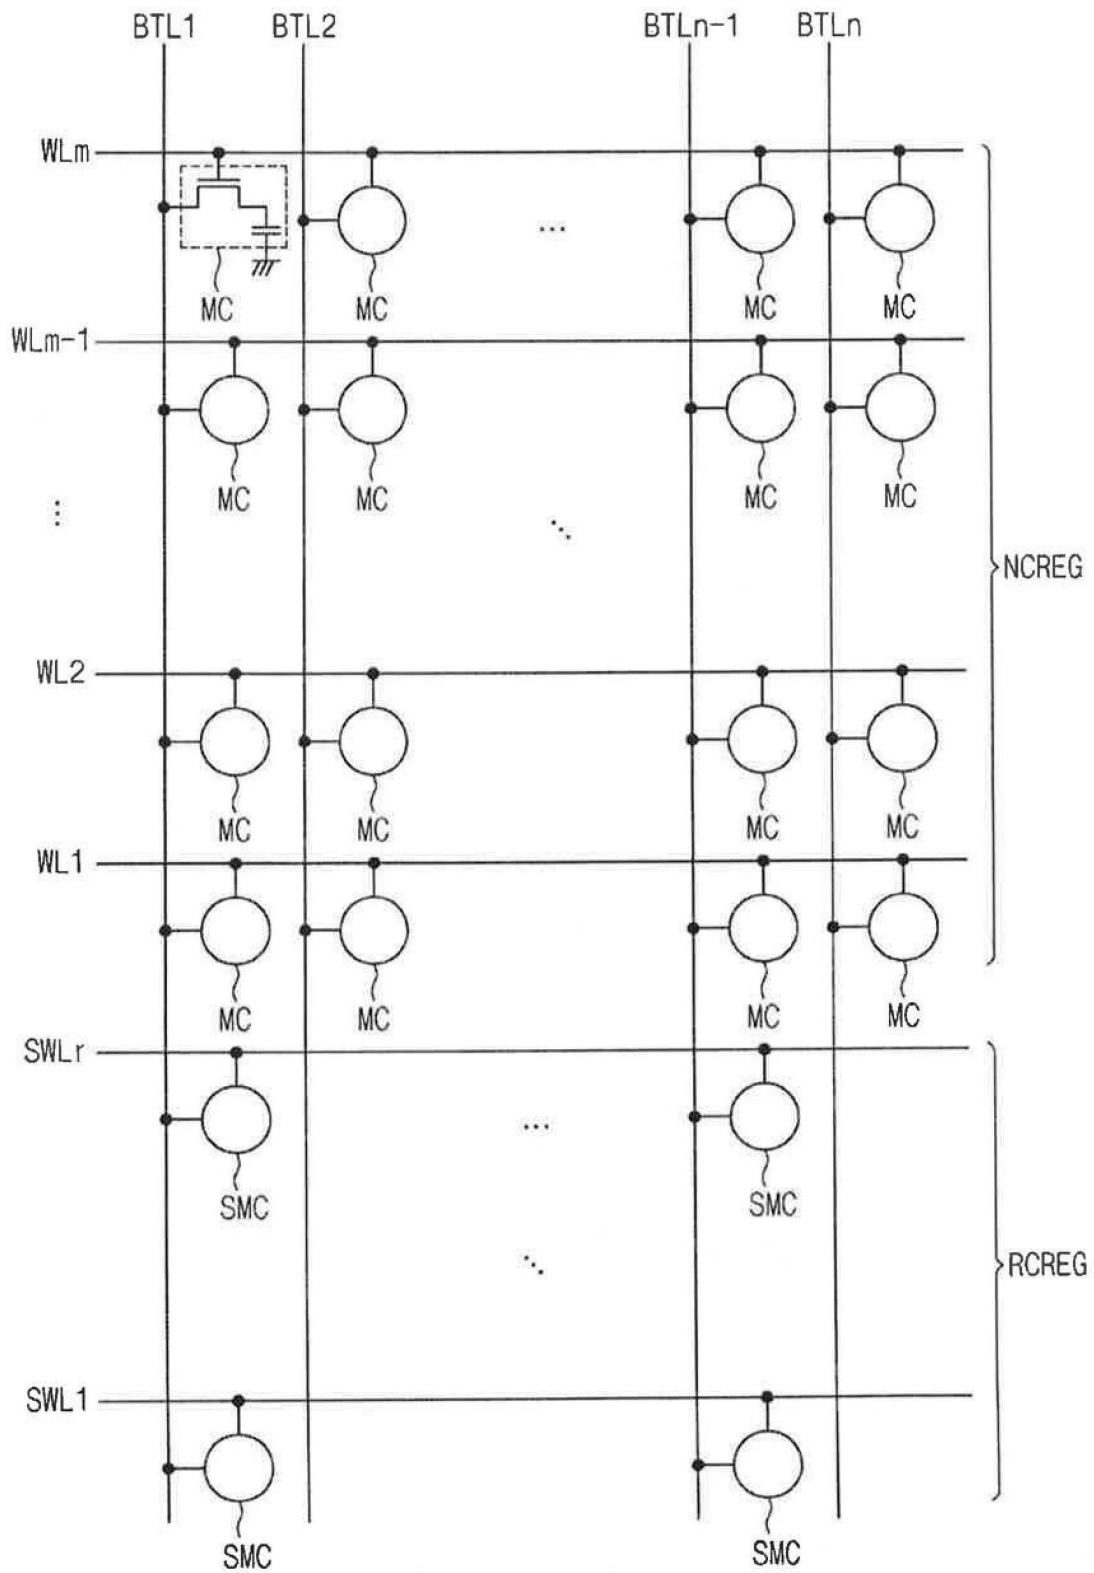 BTL1 BTL2 BTLn-1 BTLn
WLm
MC MC ... MC MC
WLm-1
MC MC MC MC
NCREG
WL2
MC MC MC MC
WL1
MC MC MC MC
SWLr
...
SMC SMC
RCREG
SWL1
SMC SMC